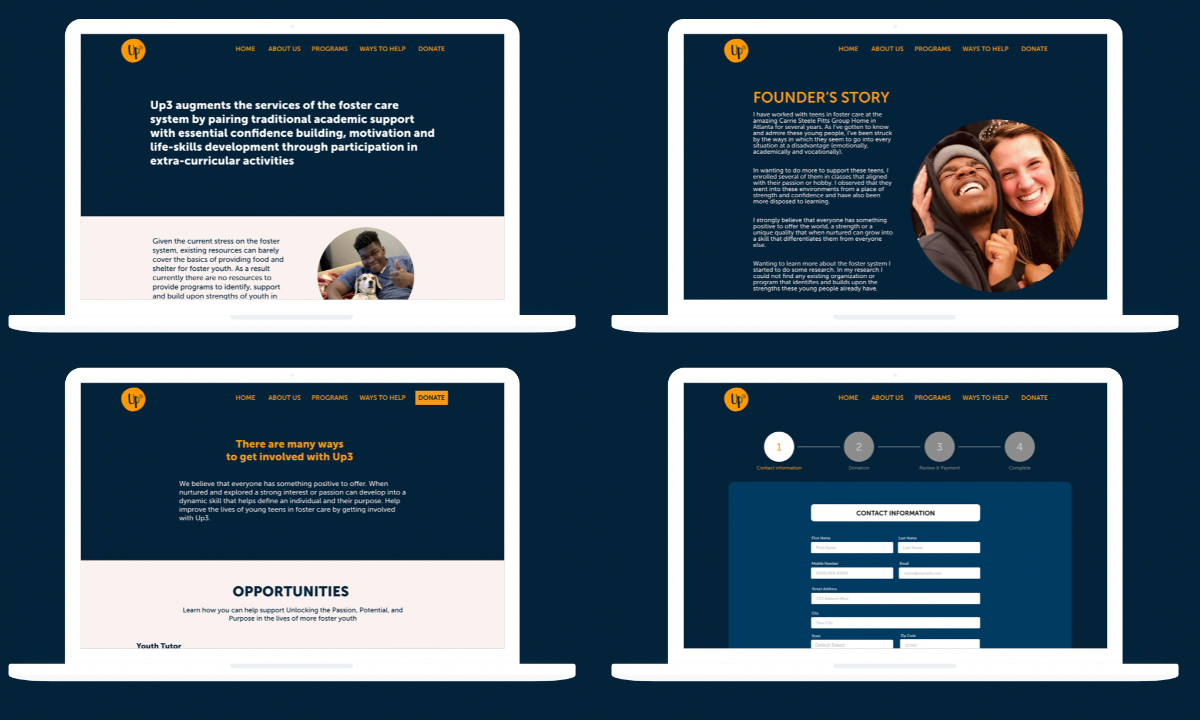 Up3
HOME ABOUT US PROGRAMS WAYS TO HELP DONATE
Up3 augments the services of the foster care
system by pairing traditional academic support
with essential confidence building, motivation and
life-skills development through participation in
extra-curricular activities
Given the current stress on the foster
system, existing resources can barely
cover the basics of providing food and
shelter for foster youth. As a result
currently there are no resources to
provide programs to identify, support
and build upon strengths of youth in
Up3
HOME ABOUT US PROGRAMS WAYS TO HELP DONATE
FOUNDER'S STORY
I have worked with teens in foster care at the
amazing Carrie Steele Pitts Group Home in
Atlanta for several years. As I've gotten to know
and admire these young people, I've been struck
by the ways in which they seem to go into every
situation at a disadvantage (emotionally,
academically and vocationally).
In wanting to do more to support these teens, I
enrolled several of them in classes that aligned
with their passion or hobby. I observed that they
went into these environments from a place of
strength and confidence and have also been
more disposed to learning.
I strongly believe that everyone has something
positive to offer the world, a strength or a
unique quality that when nurtured can grow into
a skill that differentiates them from everyone
else.
Wanting to learn more about the foster system I
started to do some research. In my research I
could not find any existing organization or
program that identifies and builds upon the
strengths these young people already have.
Up3
HOME ABOUT US PROGRAMS WAYS TO HELP DONATE
There are many ways
to get involved with Up3
We believe that everyone has something positive to offer. When
nurtured and explored a strong interest or passion can develop into a
dynamic skill that helps define an individual and their purpose. Help
improve the lives of young teens in foster care by getting involved
with Up3.
OPPORTUNITIES
Learn how you can help support Unlocking the Passion, Potential, and
Purpose in the lives of more foster youth
Youth Tutor
Up3
HOME ABOUT US PROGRAMS WAYS TO HELP DONATE
1 2 3 4
Contact information Donation Review & Payment Complete
CONTACT INFORMATION
First Name Last Name
First Name Last Name
Mobile Number Email
Street Address
123 Address Blvd
City
Your City
State Zip Code
Default Select